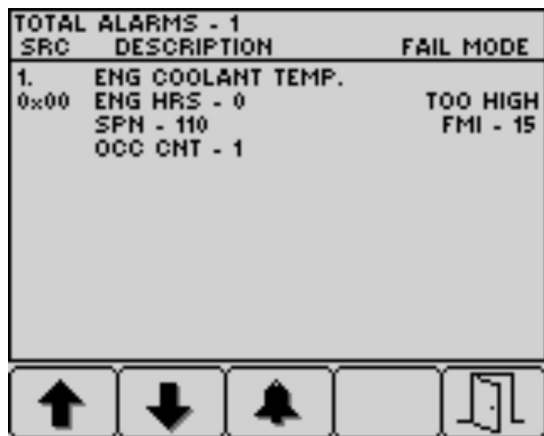 TOTAL ALARMS - 1
SRC DESCRIPTION FAIL MODE
1. ENG COOLANT TEMP.
0x00 ENG HRS - 0 TOO HIGH
SPN - 110 FMI - 15
OCC CNT - 1